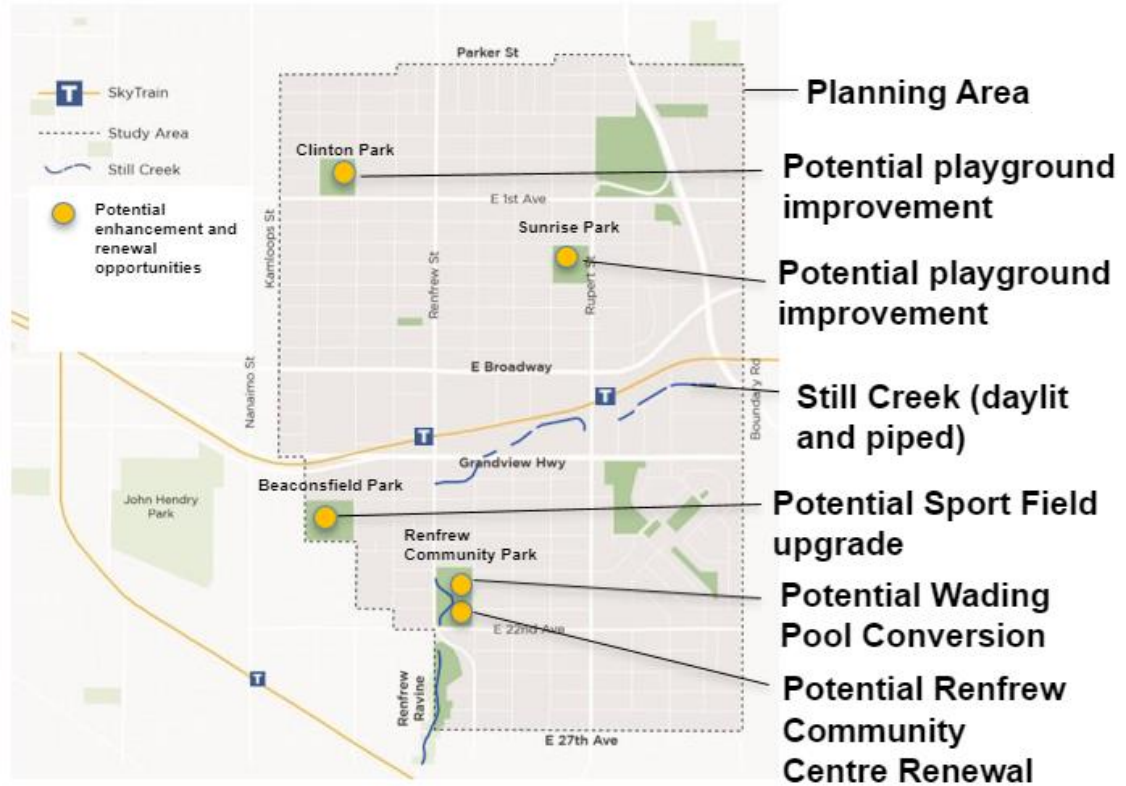 Parker St
T
SkyTrain
Study Area
Still Creek
Potential
enhancement and
renewal
opportunities
Planning Area
Clinton Park
Potential playground
improvement
E 1st Ave
Kamloops St
Sunrise Park
Renfrew St
Rupert St
Potential playground
improvement
Nanaimo St
E Broadway
Boundary Rd
T
T
Still Creek (daylit
and piped)
Grandview Hwy
Beaconsfield Park
John Hendry
Park
Potential Sport Field
upgrade
Renfrew
Community Park
Potential Wading
Pool Conversion
E 22nd Ave
T
Renfrew
Ravine
Potential Renfrew
Community
Centre Renewal
E 27th Ave